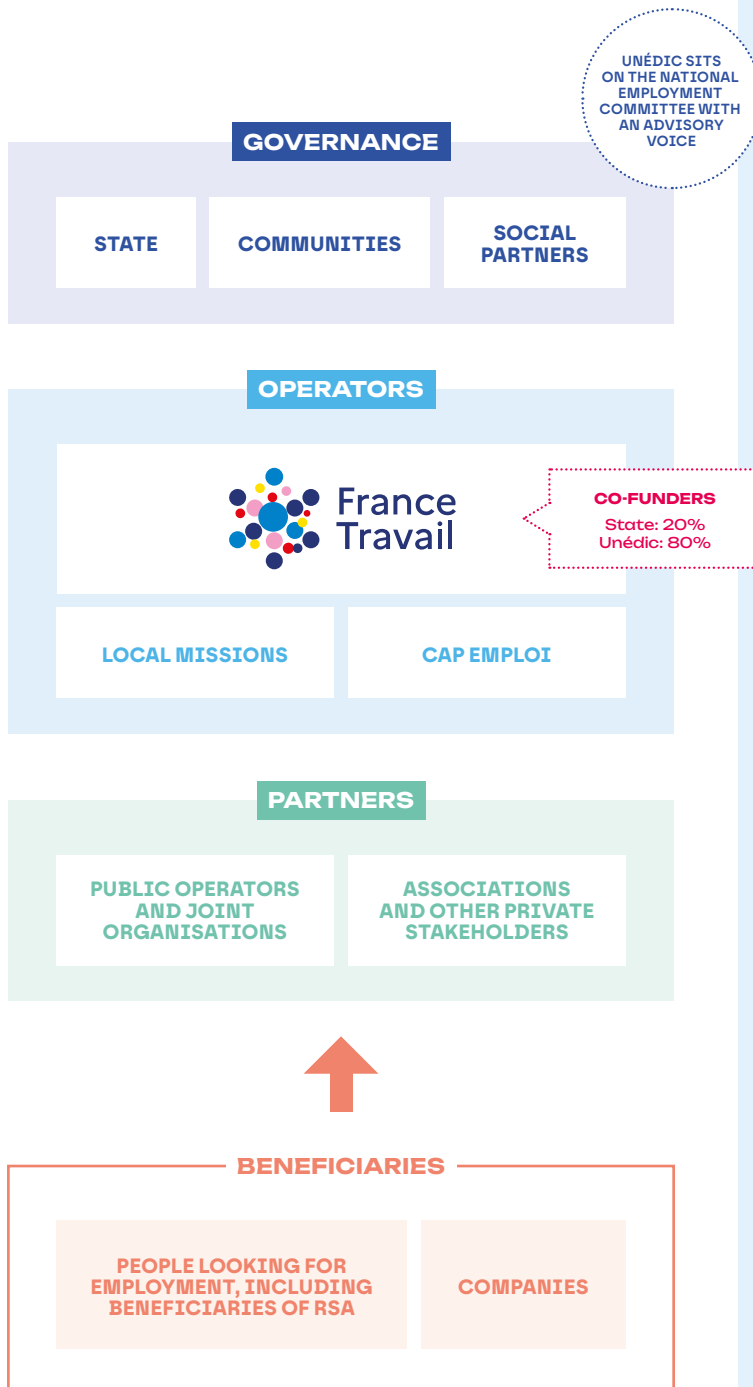 UNÉDIC SITS
ON THE NATIONAL
EMPLOYMENT
COMMITTEE WITH
AN ADVISORY
VOICE
GOVERNANCE
STATE
COMMUNITIES
SOCIAL
PARTNERS
OPERATORS
France
Travail
CO-FUNDERS
State: 20%
Unédic: 80%
LOCAL MISSIONS
CAP EMPLOI
PARTNERS
PUBLIC OPERATORS
AND JOINT
ORGANISATIONS
ASSOCIATIONS
AND OTHER PRIVATE
STAKEHOLDERS
BENEFICIARIES
PEOPLE LOOKING FOR
EMPLOYMENT, INCLUDING
BENEFICIARIES OF RSA
COMPANIES